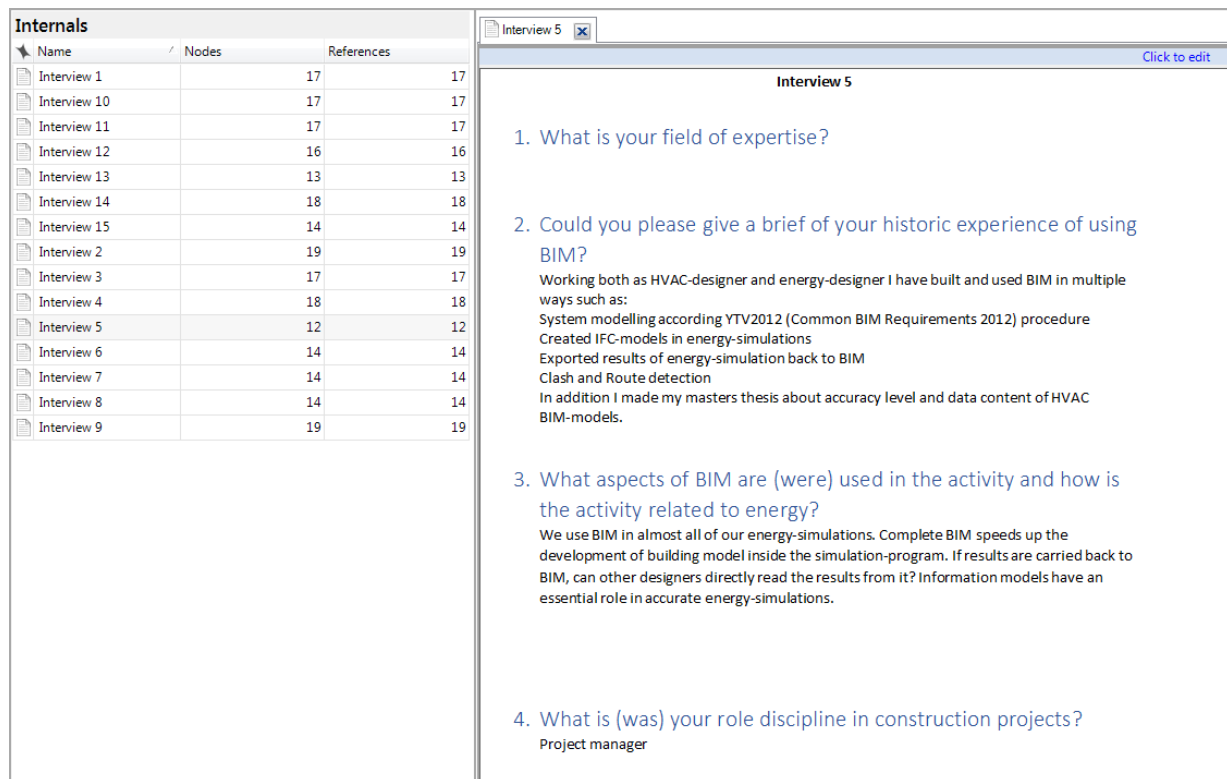 Internals
Name Nodes References
Interview 1 17 17
Interview 10 17 17
Interview 11 17 17
Interview 12 16 16
Interview 13 13 13
Interview 14 18 18
Interview 15 14 14
Interview 2 19 19
Interview 3 17 17
Interview 4 18 18
Interview 5 12 12
Interview 6 14 14
Interview 7 14 14
Interview 8 14 14
Interview 9 19 19
Interview 5
Click to edit
Interview 5
1. What is your field of expertise?
2. Could you please give a brief of your historic experience of using
BIM?
Working both as HVAC-designer and energy-designer I have built and used BIM in multiple
ways such as:
System modelling according YTV2012 (Common BIM Requirements 2012) procedure
Created IFC-models in energy-simulations
Exported results of energy-simulation back to BIM
Clash and Route detection
In addition I made my masters thesis about accuracy level and data content of HVAC
BIM-models.
3. What aspects of BIM are (were) used in the activity and how is
the activity related to energy?
We use BIM in almost all of our energy-simulations. Complete BIM speeds up the
development of building model inside the simulation-program. If results are carried back to
BIM, can other designers directly read the results from it? Information models have an
essential role in accurate energy-simulations.
4. What is (was) your role discipline in construction projects?
Project manager